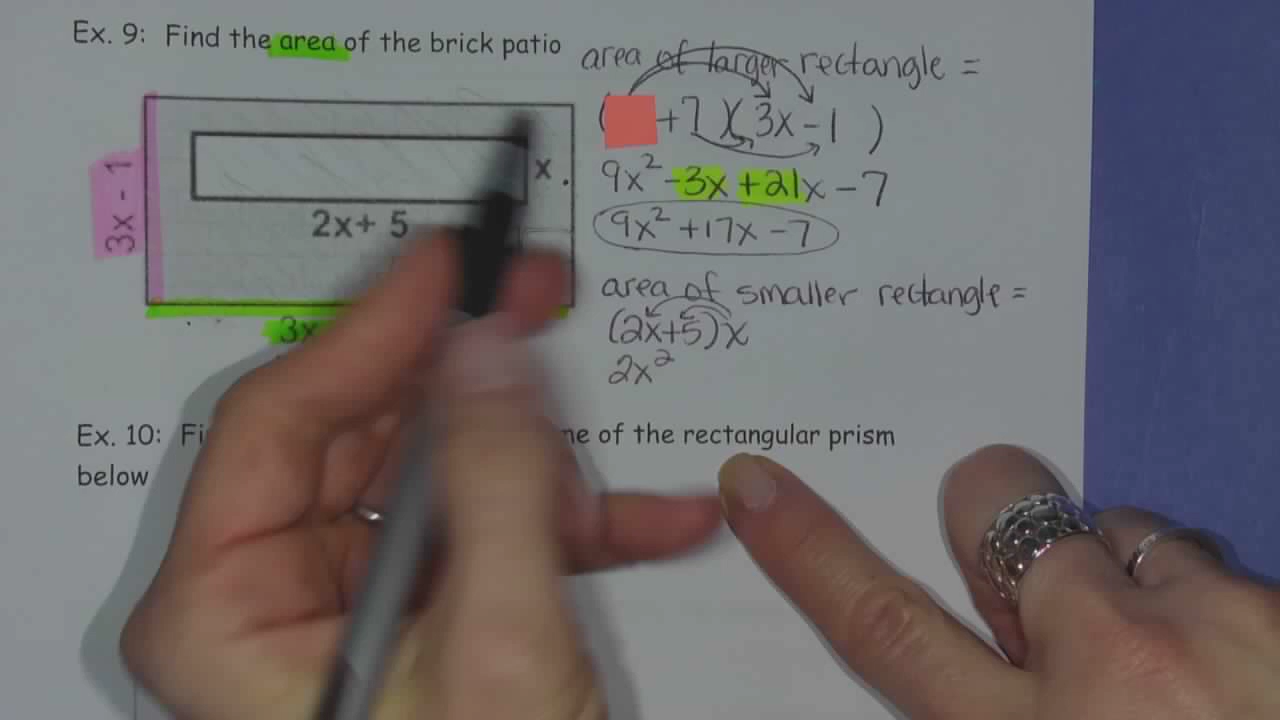 Ex. 9: Find the area of the brick patio
area of larger rectangle =
( +7)(3x-1 )
3x - 1
x .
2x+ 5
3x
9x² -3x +21x -7
9x² +17x -7
area of smaller rectangle =
(2x+5)x
2x²
Ex. 10: Fi ne of the rectangular prism
below